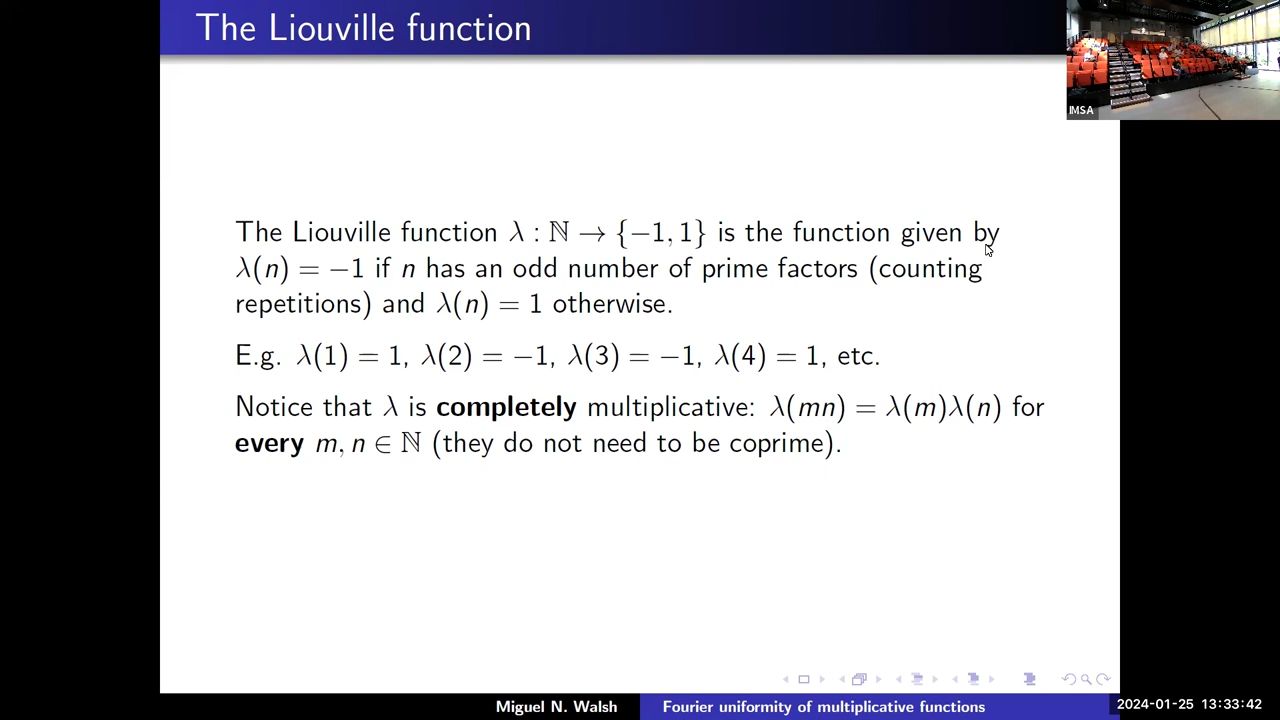 The Liouville function
IMSA
The Liouville function λ : ℕ → {−1, 1} is the function given by
λ(n) = −1 if n has an odd number of prime factors (counting
repetitions) and λ(n) = 1 otherwise.
E.g. λ(1) = 1, λ(2) = −1, λ(3) = −1, λ(4) = 1, etc.
Notice that λ is completely multiplicative: λ(mn) = λ(m)λ(n) for
every m, n ∈ ℕ (they do not need to be coprime).
Miguel N. Walsh
Fourier uniformity of multiplicative functions
2024-01-25 13:33:42